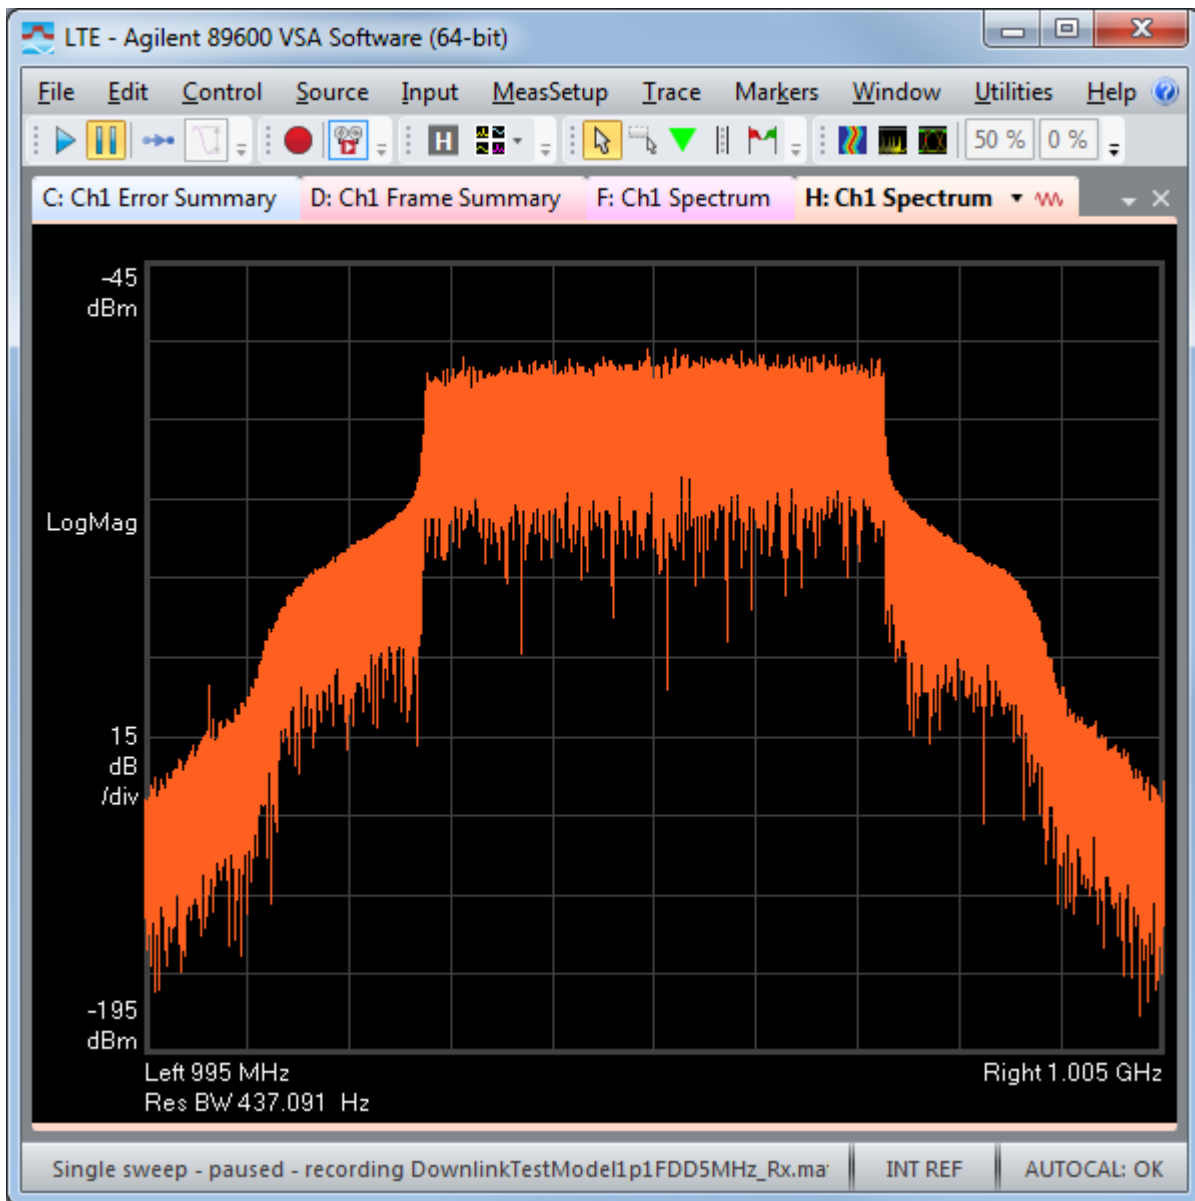 LTE - Agilent 89600 VSA Software (64-bit)
File Edit Control Source Input MeasSetup Trace Markers Window Utilities Help
H 50 % 0 %
C: Ch1 Error Summary D: Ch1 Frame Summary F: Ch1 Spectrum H: Ch1 Spectrum
-45
dBm
LogMag
15
dB
/div
-195
dBm
Left 995 MHz Right 1.005 GHz
Res BW 437.091 Hz
Single sweep - paused - recording DownlinkTestModel1p1FDD5MHz_Rx.mat INT REF AUTOCAL: OK